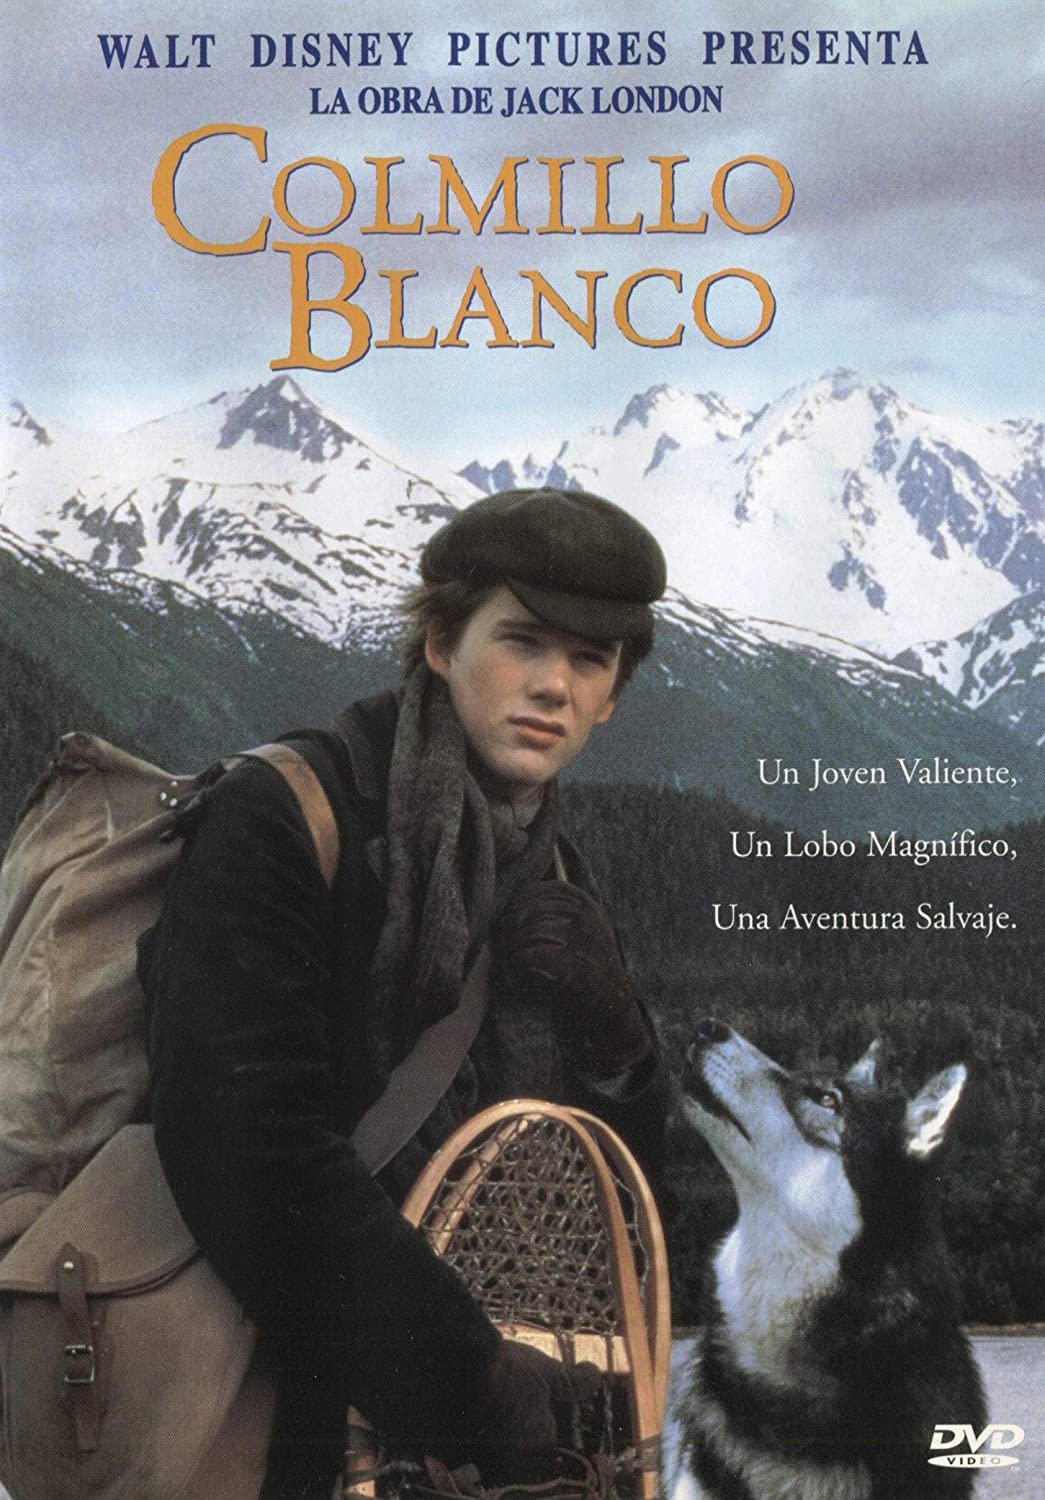 WALT DISNEY PICTURES PRESENTA
LA OBRA DE JACK LONDON
COLMILLO
BLANCO
Un Joven Valiente,
Un Lobo Magnífico,
Una Aventura Salvaje.
DVD
VIDEO
TM